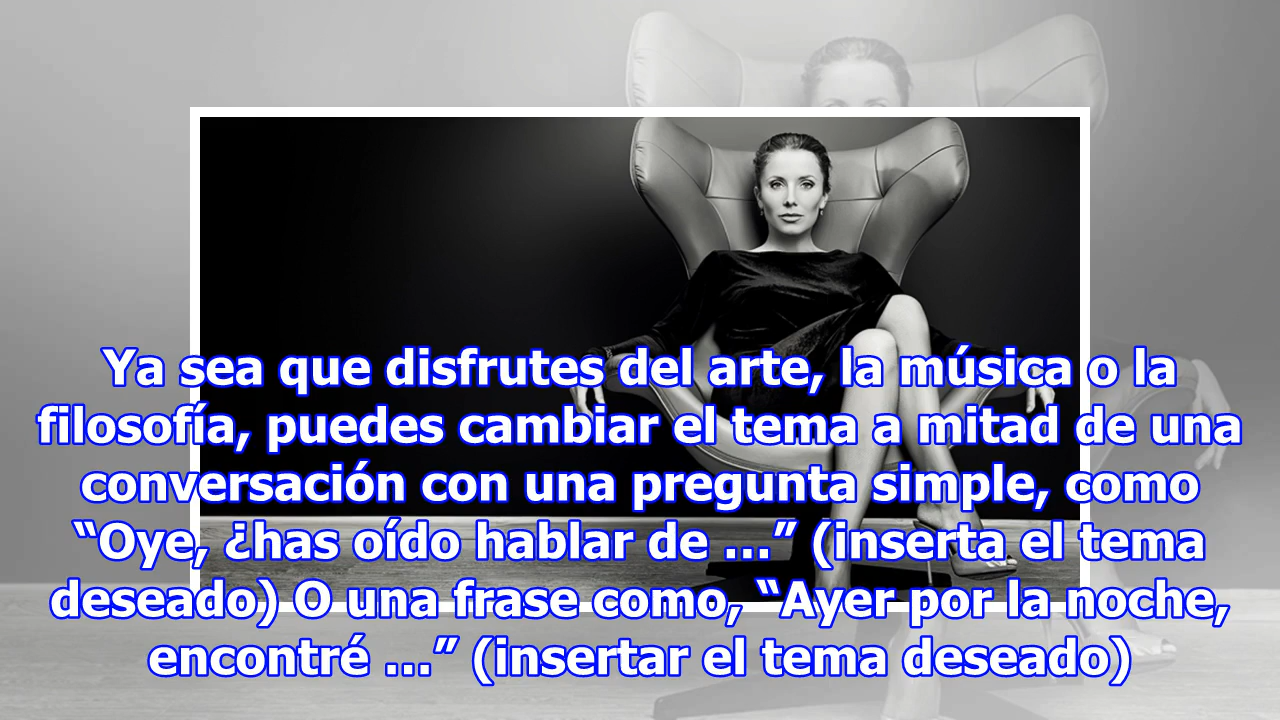 Ya sea que disfrutes del arte, la música o la
filosofía, puedes cambiar el tema a mitad de una
conversación con una pregunta simple, como
“Oye, ¿has oído hablar de ...” (inserta el tema
deseado) O una frase como, “Ayer por la noche,
encontré ...” (insertar el tema deseado)